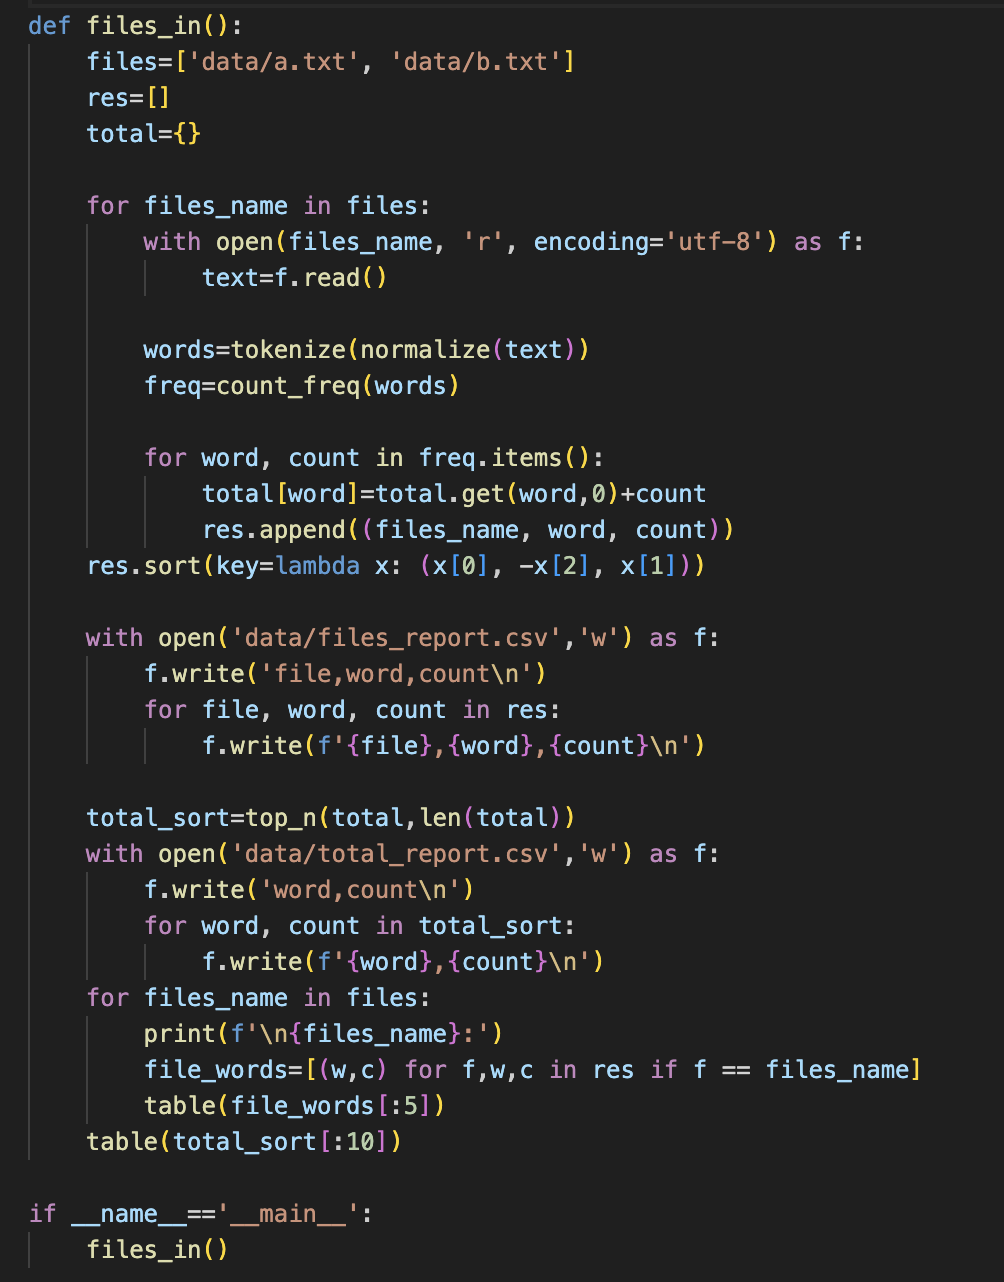 def files_in():
    files=['data/a.txt', 'data/b.txt']
    res=[]
    total={}

    for files_name in files:
        with open(files_name, 'r', encoding='utf-8') as f:
            text=f.read()

        words=tokenize(normalize(text))
        freq=count_freq(words)

        for word, count in freq.items():
            total[word]=total.get(word,0)+count
            res.append((files_name, word, count))
    res.sort(key=lambda x: (x[0], -x[2], x[1]))

    with open('data/files_report.csv','w') as f:
        f.write('file,word,count\n')
        for file, word, count in res:
            f.write(f'{file},{word},{count}\n')

    total_sort=top_n(total,len(total))
    with open('data/total_report.csv','w') as f:
        f.write('word,count\n')
        for word, count in total_sort:
            f.write(f'{word},{count}\n')
    for files_name in files:
        print(f'\n{files_name}:')
        file_words=[(w,c) for f,w,c in res if f == files_name]
        table(file_words[:5])
    table(total_sort[:10])

if __name__=='__main__':
    files_in()